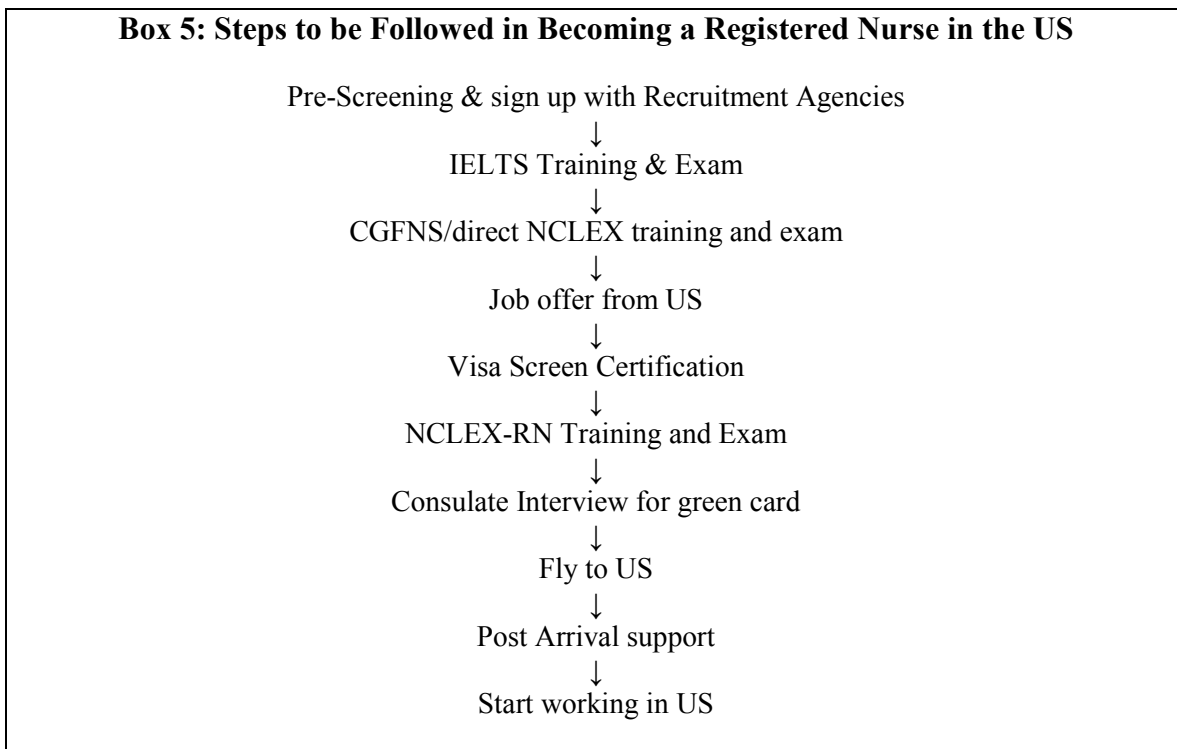 Box 5: Steps to be Followed in Becoming a Registered Nurse in the US
Pre-Screening & sign up with Recruitment Agencies
↓
IELTS Training & Exam
↓
CGFNS/direct NCLEX training and exam
↓
Job offer from US
↓
Visa Screen Certification
↓
NCLEX-RN Training and Exam
↓
Consulate Interview for green card
↓
Fly to US
↓
Post Arrival support
↓
Start working in US